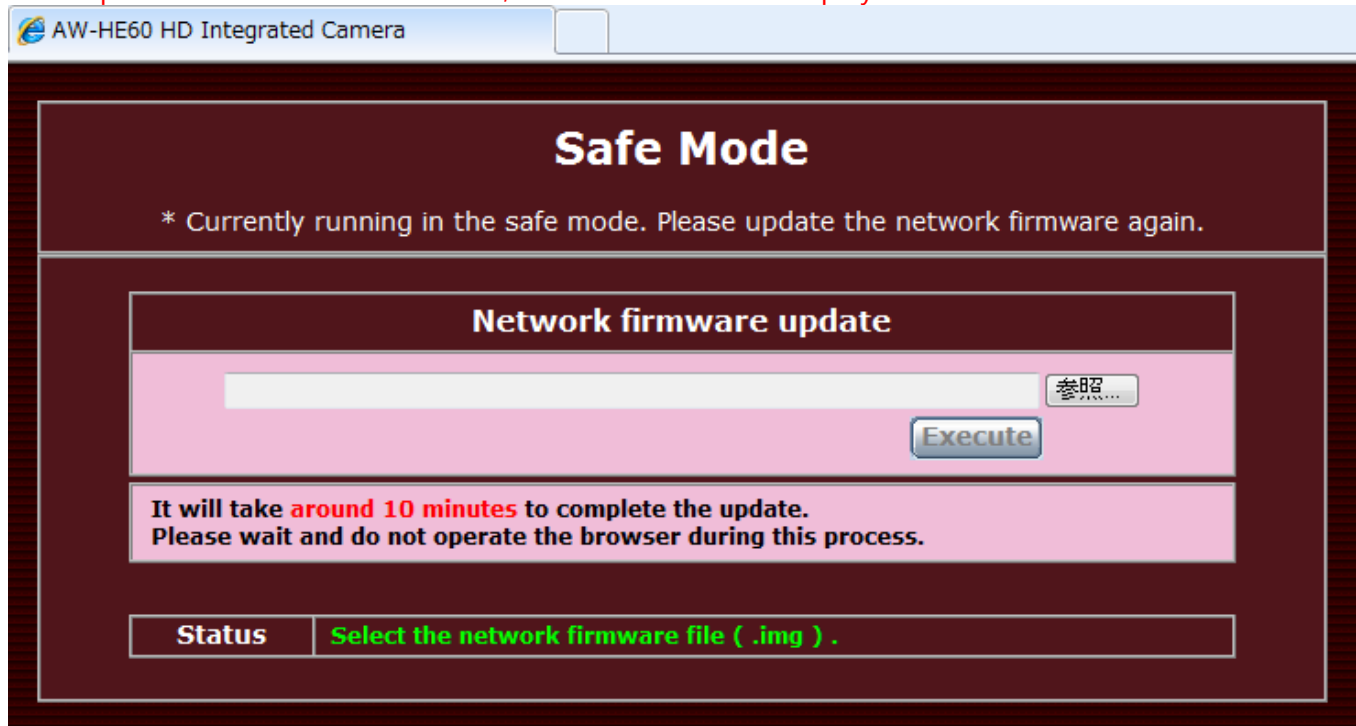 AW-HE60 HD Integrated Camera
Safe Mode
* Currently running in the safe mode. Please update the network firmware again.
Network firmware update
参照...
Execute
It will take around 10 minutes to complete the update.
Please wait and do not operate the browser during this process.
Status Select the network firmware file ( .img ) .